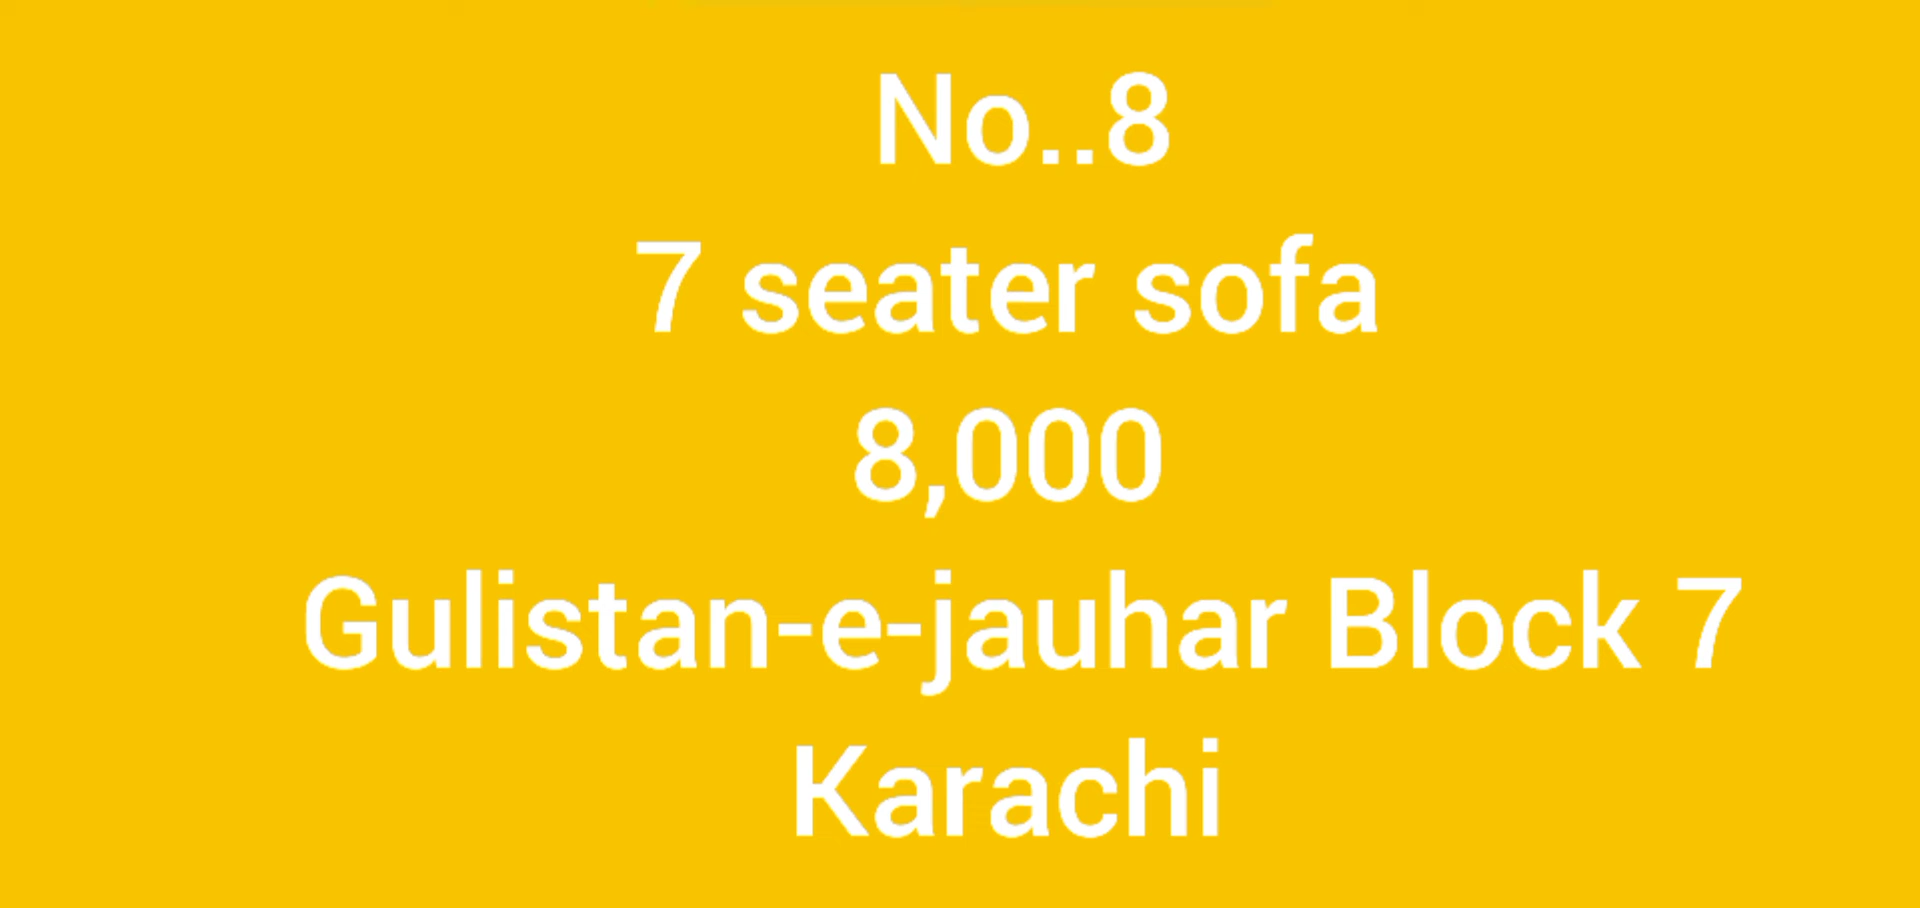 No..8
7 seater sofa
8,000
Gulistan-e-jauhar Block 7
Karachi